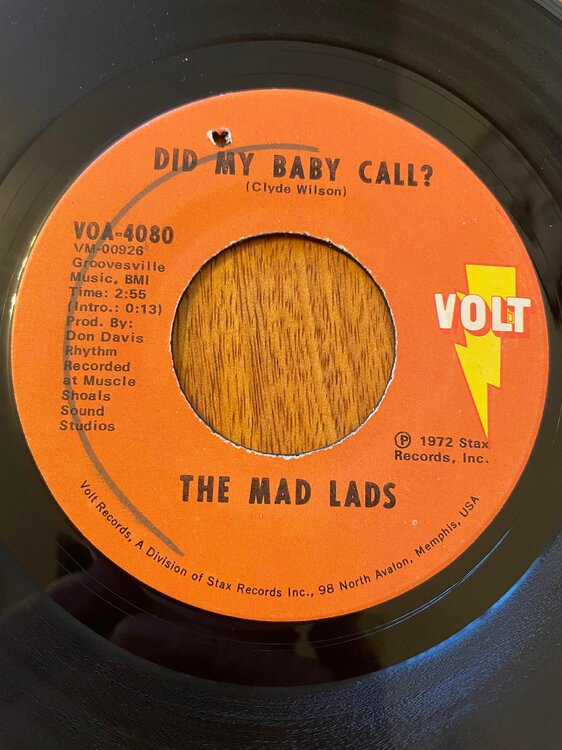 DID MY BABY CALL?
(Clyde Wilson)
VOA-4080
VM-00926
Groovesville
Music, BMI
Time: 2:55
(Intro.: 0:13)
Prod. By:
Don Davis
Rhythm
Recorded
at Muscle
Shoals
Sound
Studios
VOLT
Ⓟ 1972 Stax
Records, Inc.
THE MAD LADS
Volt Records, A Division of Stax Records Inc., 98 North Avalon, Memphis, USA